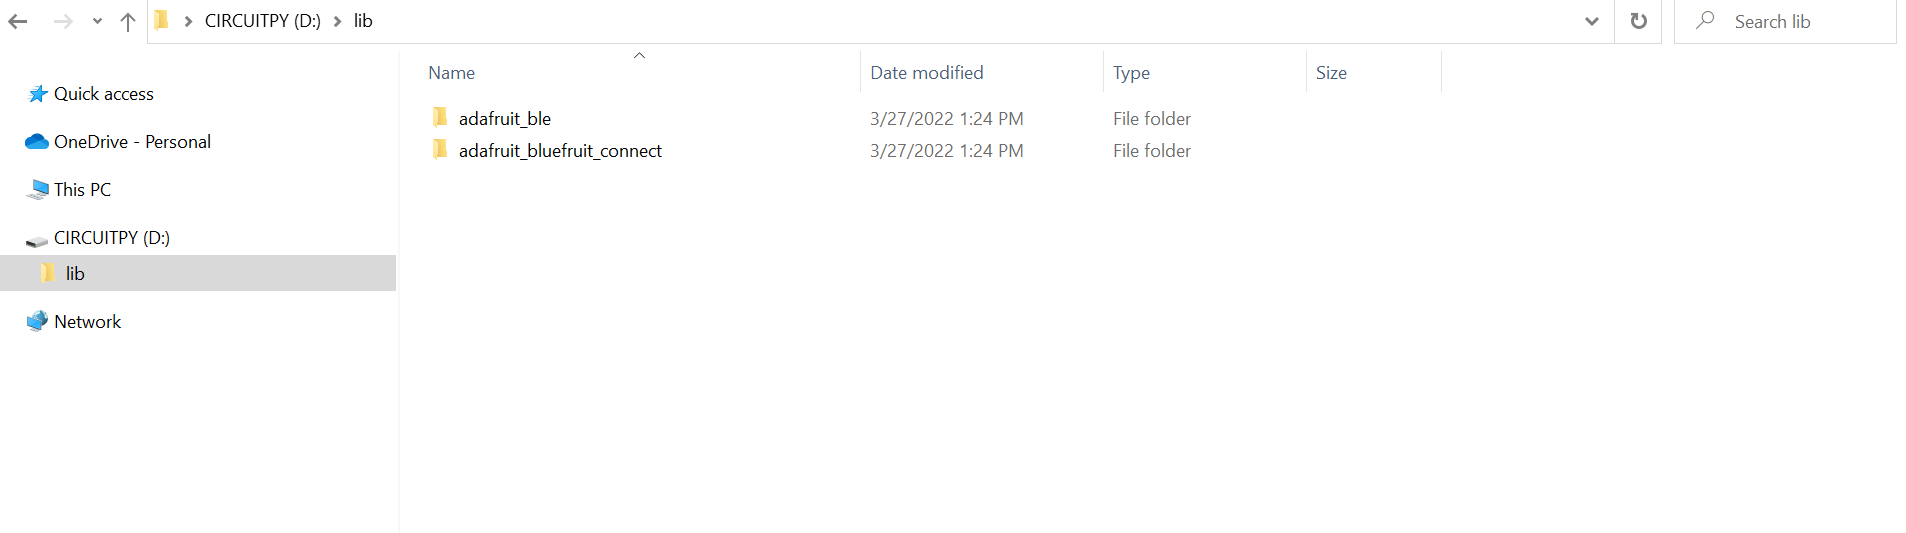 CIRCUITPY (D:) lib Search lib
Name Date modified Type Size
Quick access
adafruit_ble 3/27/2022 1:24 PM File folder
OneDrive - Personal
adafruit_bluefruit_connect 3/27/2022 1:24 PM File folder
This PC
CIRCUITPY (D:)
lib
Network